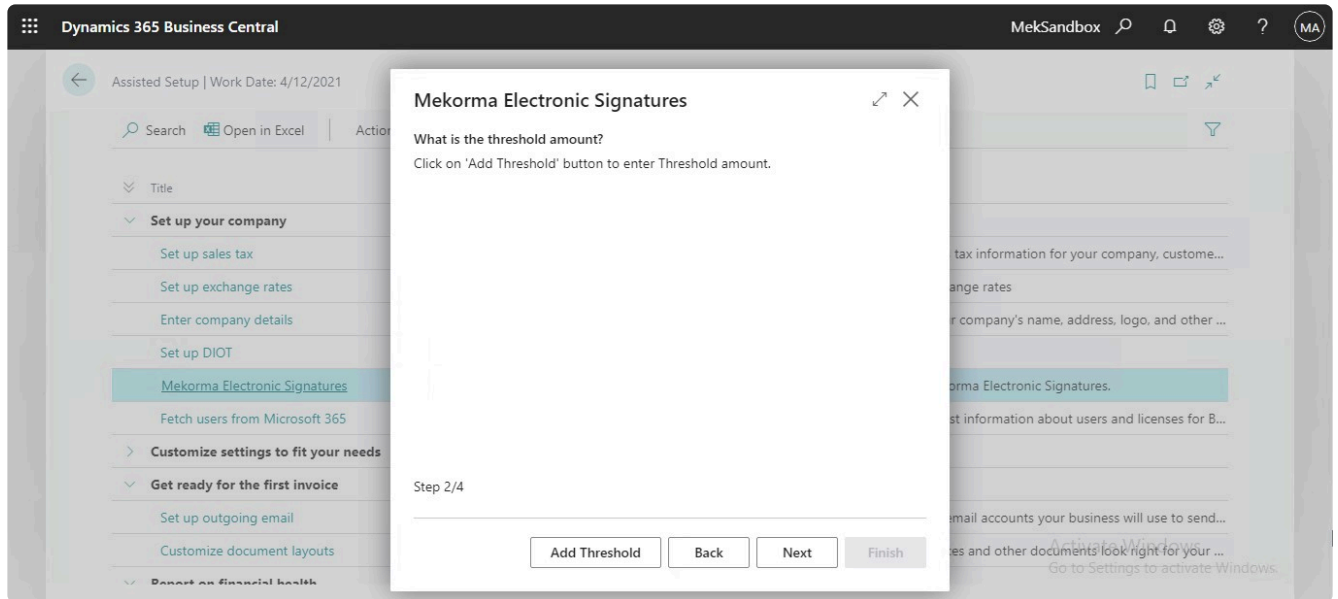 Dynamics 365 Business Central
MekSandbox
?
MA
Assisted Setup | Work Date: 4/12/2021
Search Open in Excel Action
Title
Set up your company
Set up sales tax
tax information for your company, custome...
Set up exchange rates
ange rates
Enter company details
r company's name, address, logo, and other ...
Set up DIOT
Mekorma Electronic Signatures
orma Electronic Signatures.
Fetch users from Microsoft 365
st information about users and licenses for B...
Customize settings to fit your needs
Get ready for the first invoice
Set up outgoing email
email accounts your business will use to send...
Customize document layouts
es and other documents look right for your ...
Report on financial health
Mekorma Electronic Signatures
What is the threshold amount?
Click on 'Add Threshold' button to enter Threshold amount.
Step 2/4
Add Threshold Back Next Finish
Activate Windows
Go to Settings to activate Windows.